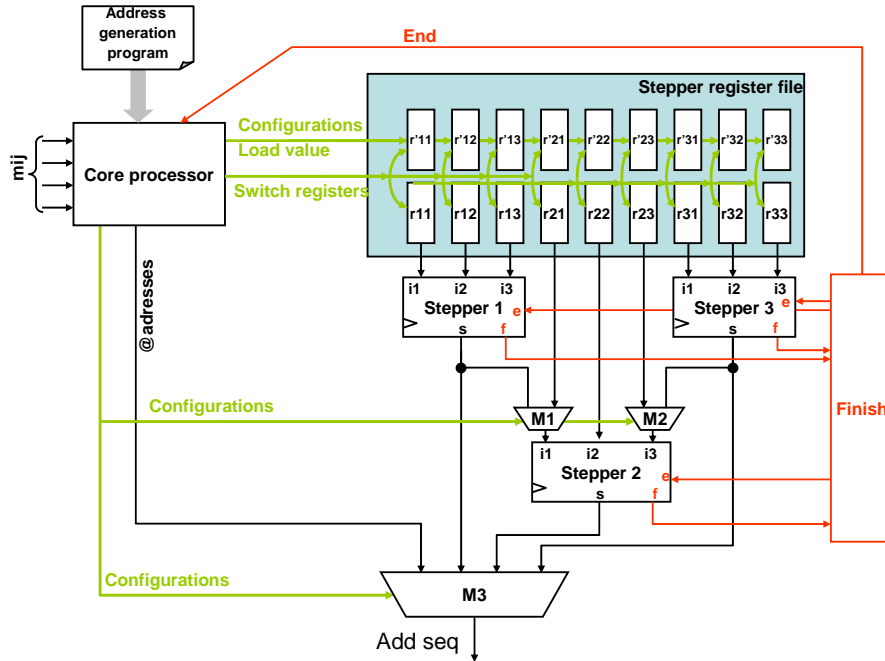 Address
generation
program
End
Stepper register file
Configurations
Load value
Switch registers
mij
Core processor
r'11
r'12
r'13
r'21
r'22
r'23
r'31
r'32
r'33
r11
r12
r13
r21
r22
r23
r31
r32
r33
i1 i2 i3
Stepper 1
e
s
f
i1 i2 i3
Stepper 3
e
s
f
@adresses
Finish
Configurations
M1
M2
i1 i2 i3
Stepper 2
e
s
f
Configurations
M3
Add seq